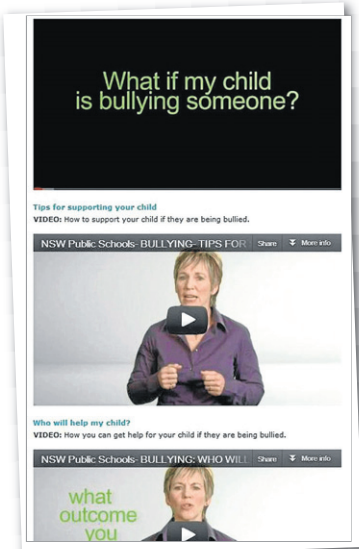 What if my child
is bullying someone?
Tips for supporting your child
VIDEO: How to support your child if they are being bullied.
NSW Public Schools- BULLYING- TIPS FOR
Share
More info
Who will help my child?
VIDEO: How you can get help for your child if they are being bullied.
NSW Public Schools- BULLYING: WHO WILL
Share
More info
what
outcome
you